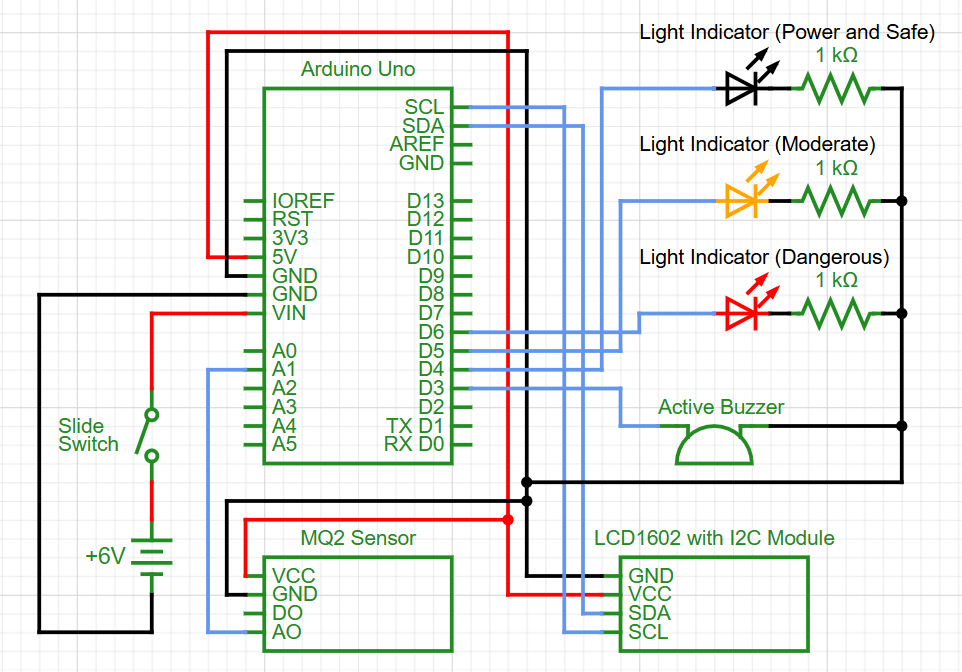 Light Indicator (Power and Safe)
1 kΩ
Arduino Uno
SCL
SDA
AREF
GND
IOREF
RST
3V3
5V
GND
GND
VIN
A0
A1
A2
A3
A4
A5
D13
D12
D11
D10
D9
D8
D7
D6
D5
D4
D3
D2
TX D1
RX D0
Light Indicator (Moderate)
1 kΩ
Light Indicator (Dangerous)
1 kΩ
Active Buzzer
Slide
Switch
+6V
MQ2 Sensor
VCC
GND
DO
AO
LCD1602 with I2C Module
GND
VCC
SDA
SCL